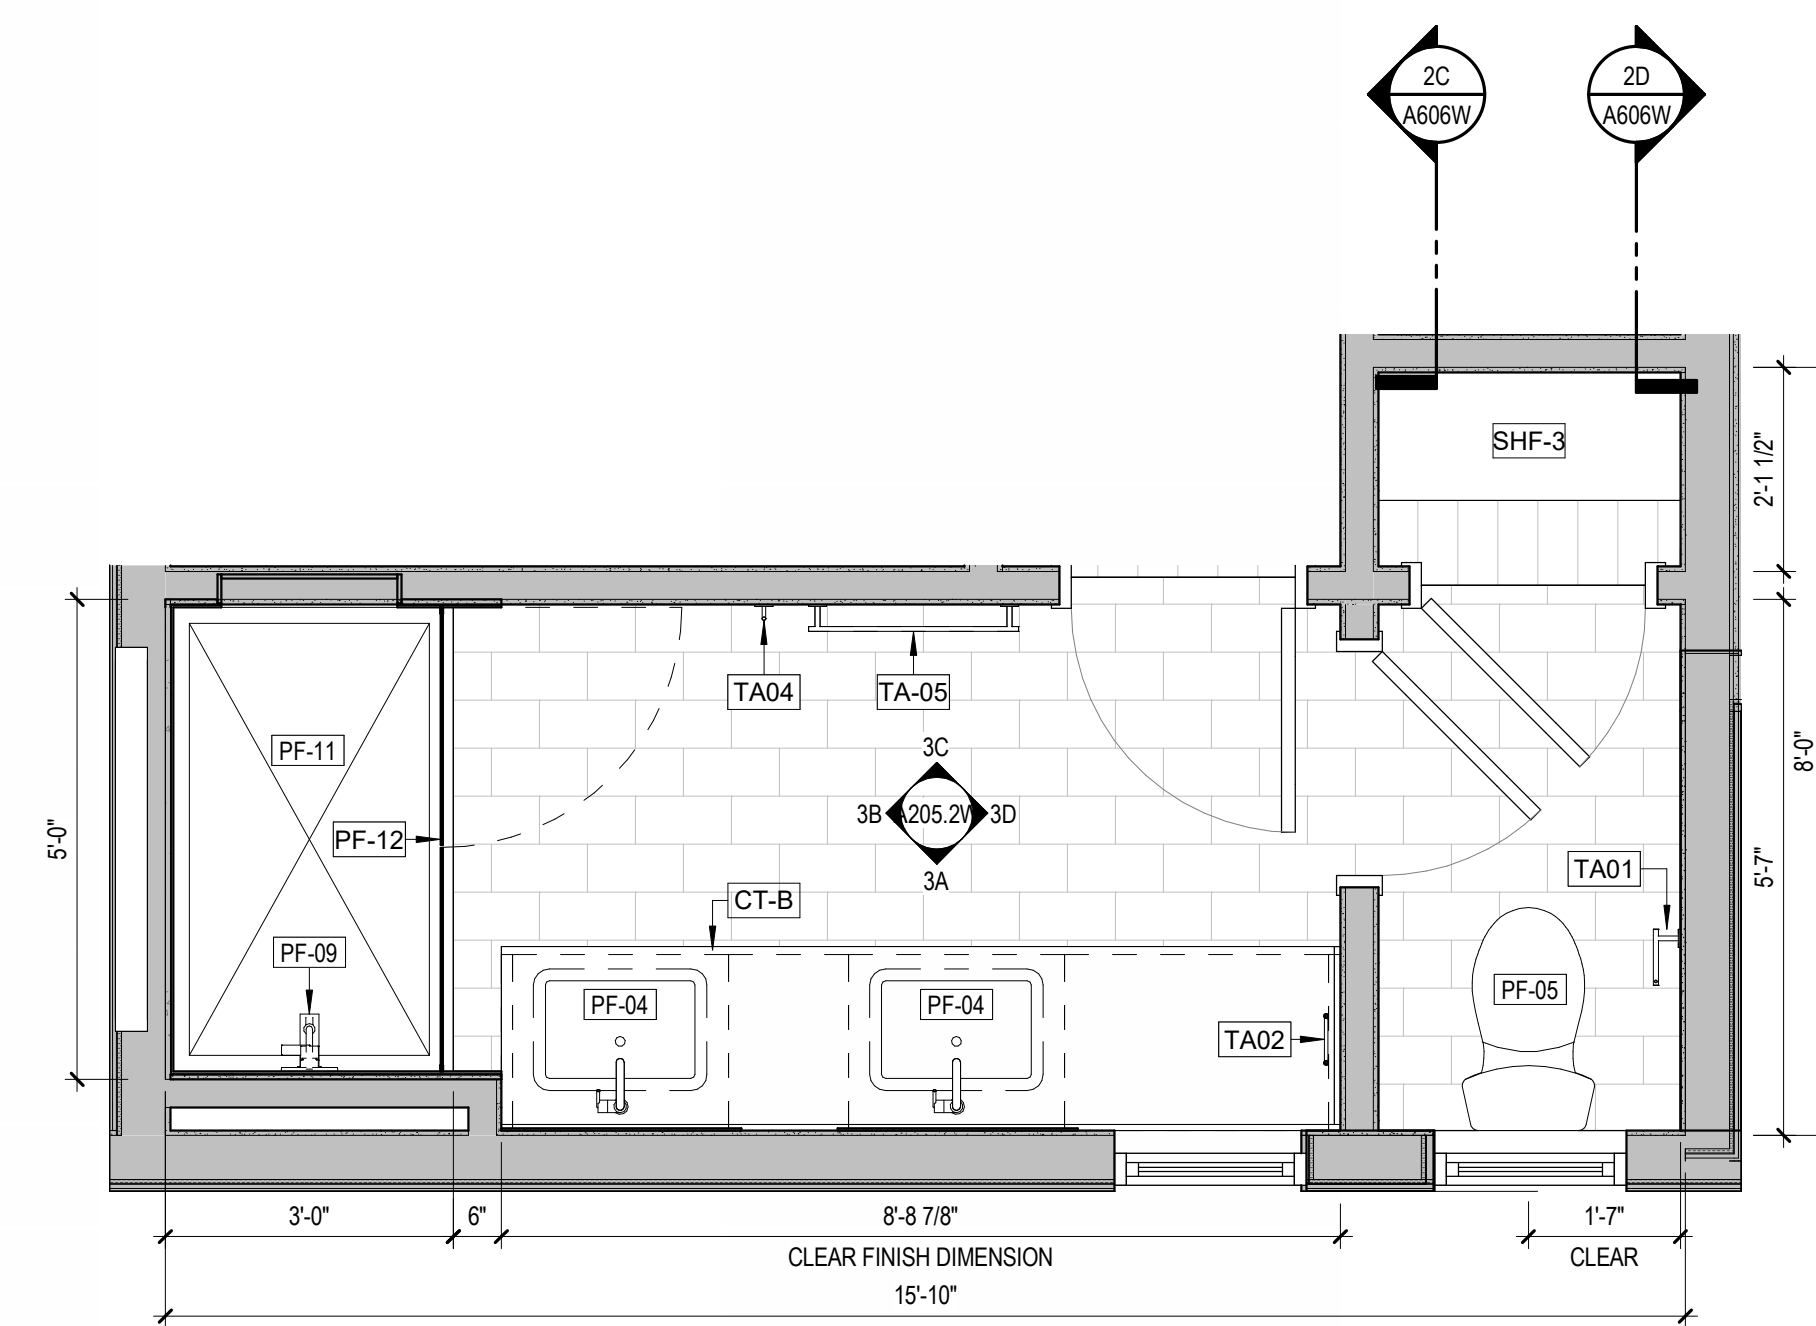 2C
A606W
2D
A606W
SHF-3
2'-1 1/2"
TA04
TA-05
PF-11
3C
3B
A205.2W
3D
3A
8'-0"
5'-0"
PF-12
5'-7"
TA01
CT-B
PF-09
PF-04
PF-04
PF-05
TA02
3'-0"
6"
8'-8 7/8"
1'-7"
CLEAR FINISH DIMENSION
CLEAR
15'-10"